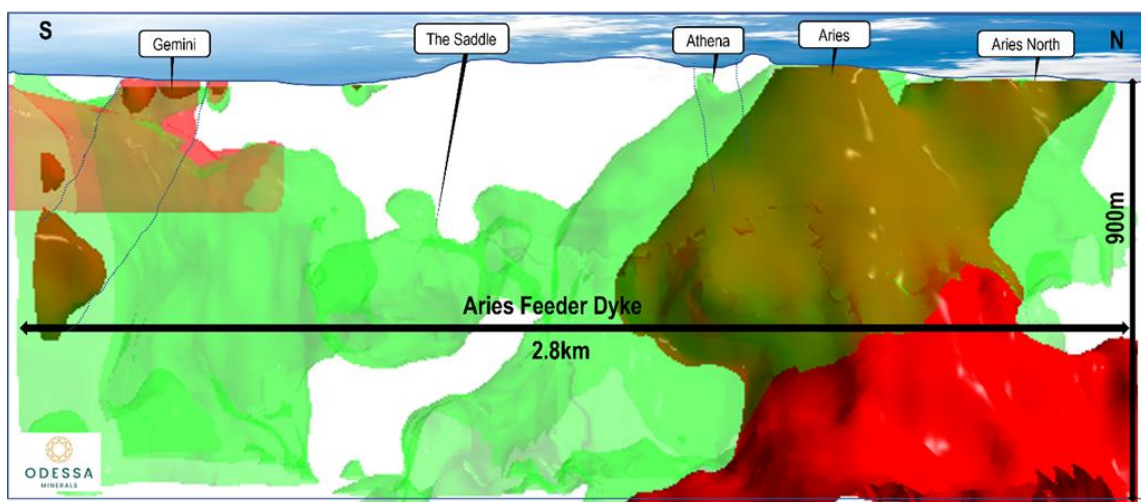 S
Gemini
The Saddle
Athena
Aries
Aries North
N
900m
Aries Feeder Dyke
2.8km
ODESSA
MINERALS